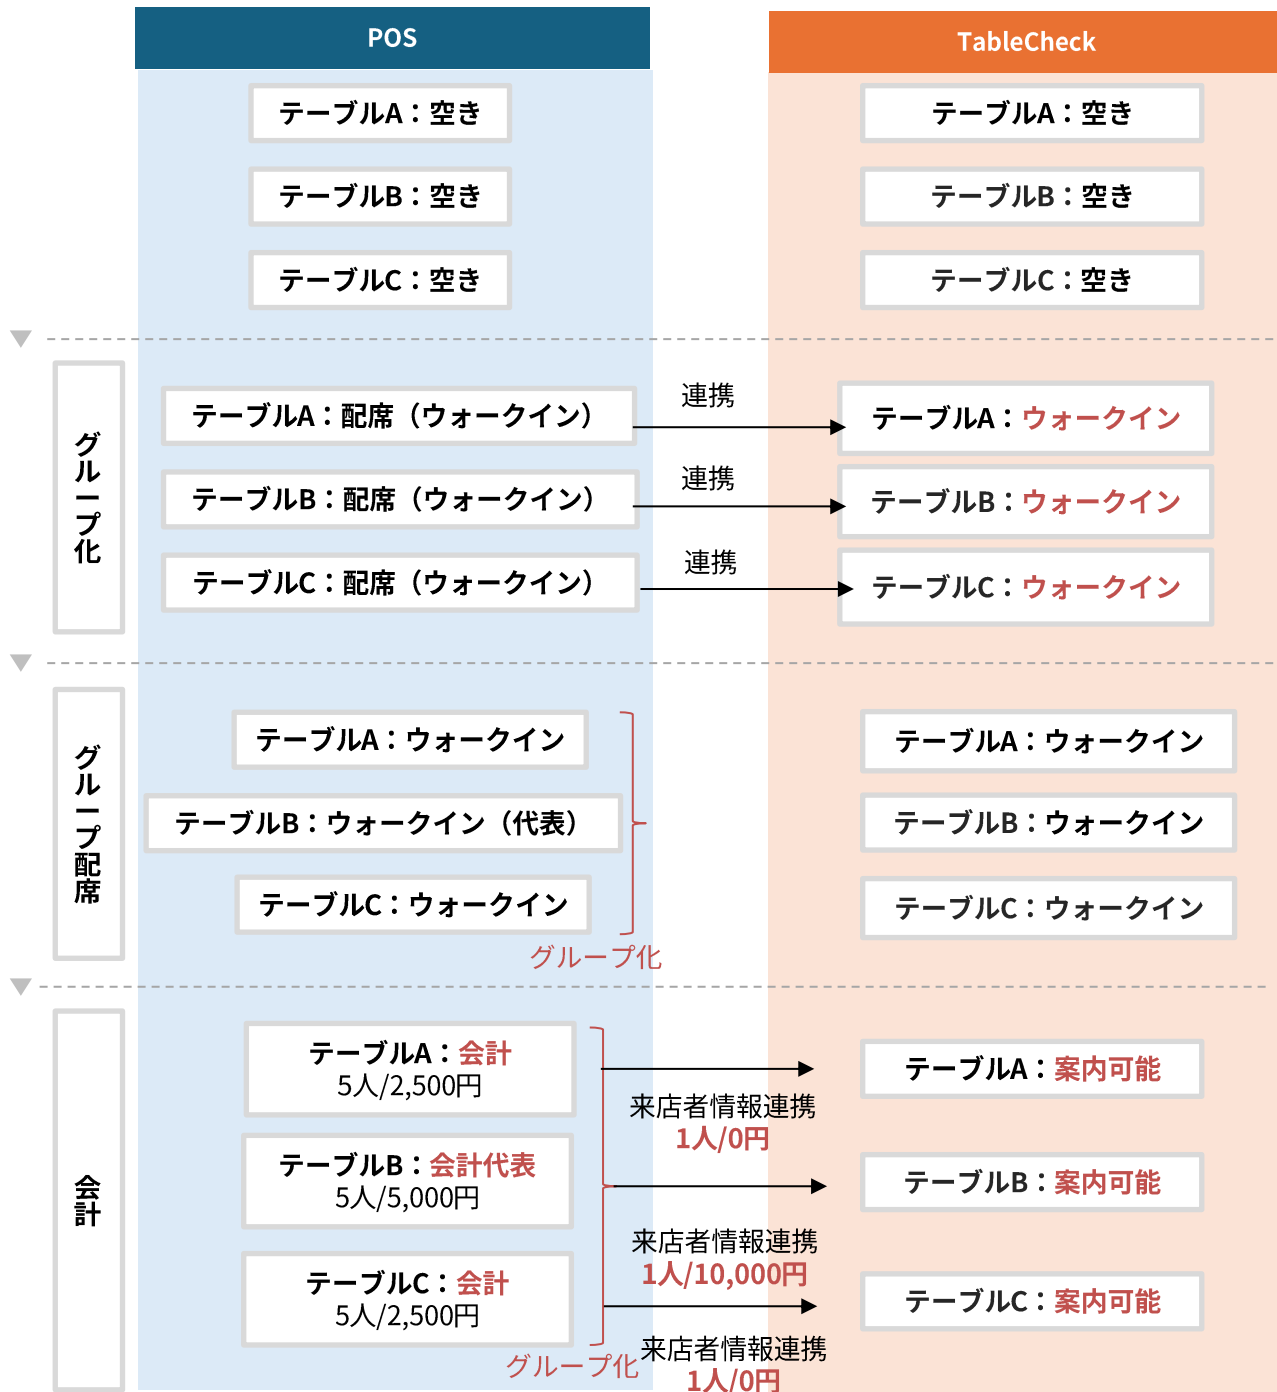 POS
TableCheck
テーブルA：空き
テーブルA：空き
テーブルB：空き
テーブルB：空き
テーブルC：空き
テーブルC：空き
グループ化
テーブルA：配席（ウォークイン）
連携
テーブルA：ウォークイン
テーブルB：配席（ウォークイン）
連携
テーブルB：ウォークイン
テーブルC：配席（ウォークイン）
連携
テーブルC：ウォークイン
グループ配席
テーブルA：ウォークイン
テーブルA：ウォークイン
テーブルB：ウォークイン（代表）
テーブルB：ウォークイン
テーブルC：ウォークイン
テーブルC：ウォークイン
グループ化
会計
テーブルA：会計
5人/2,500円
テーブルA：案内可能
来店者情報連携
1人/0円
テーブルB：会計代表
5人/5,000円
テーブルB：案内可能
来店者情報連携
1人/10,000円
テーブルC：会計
5人/2,500円
テーブルC：案内可能
グループ化
来店者情報連携
1人/0円